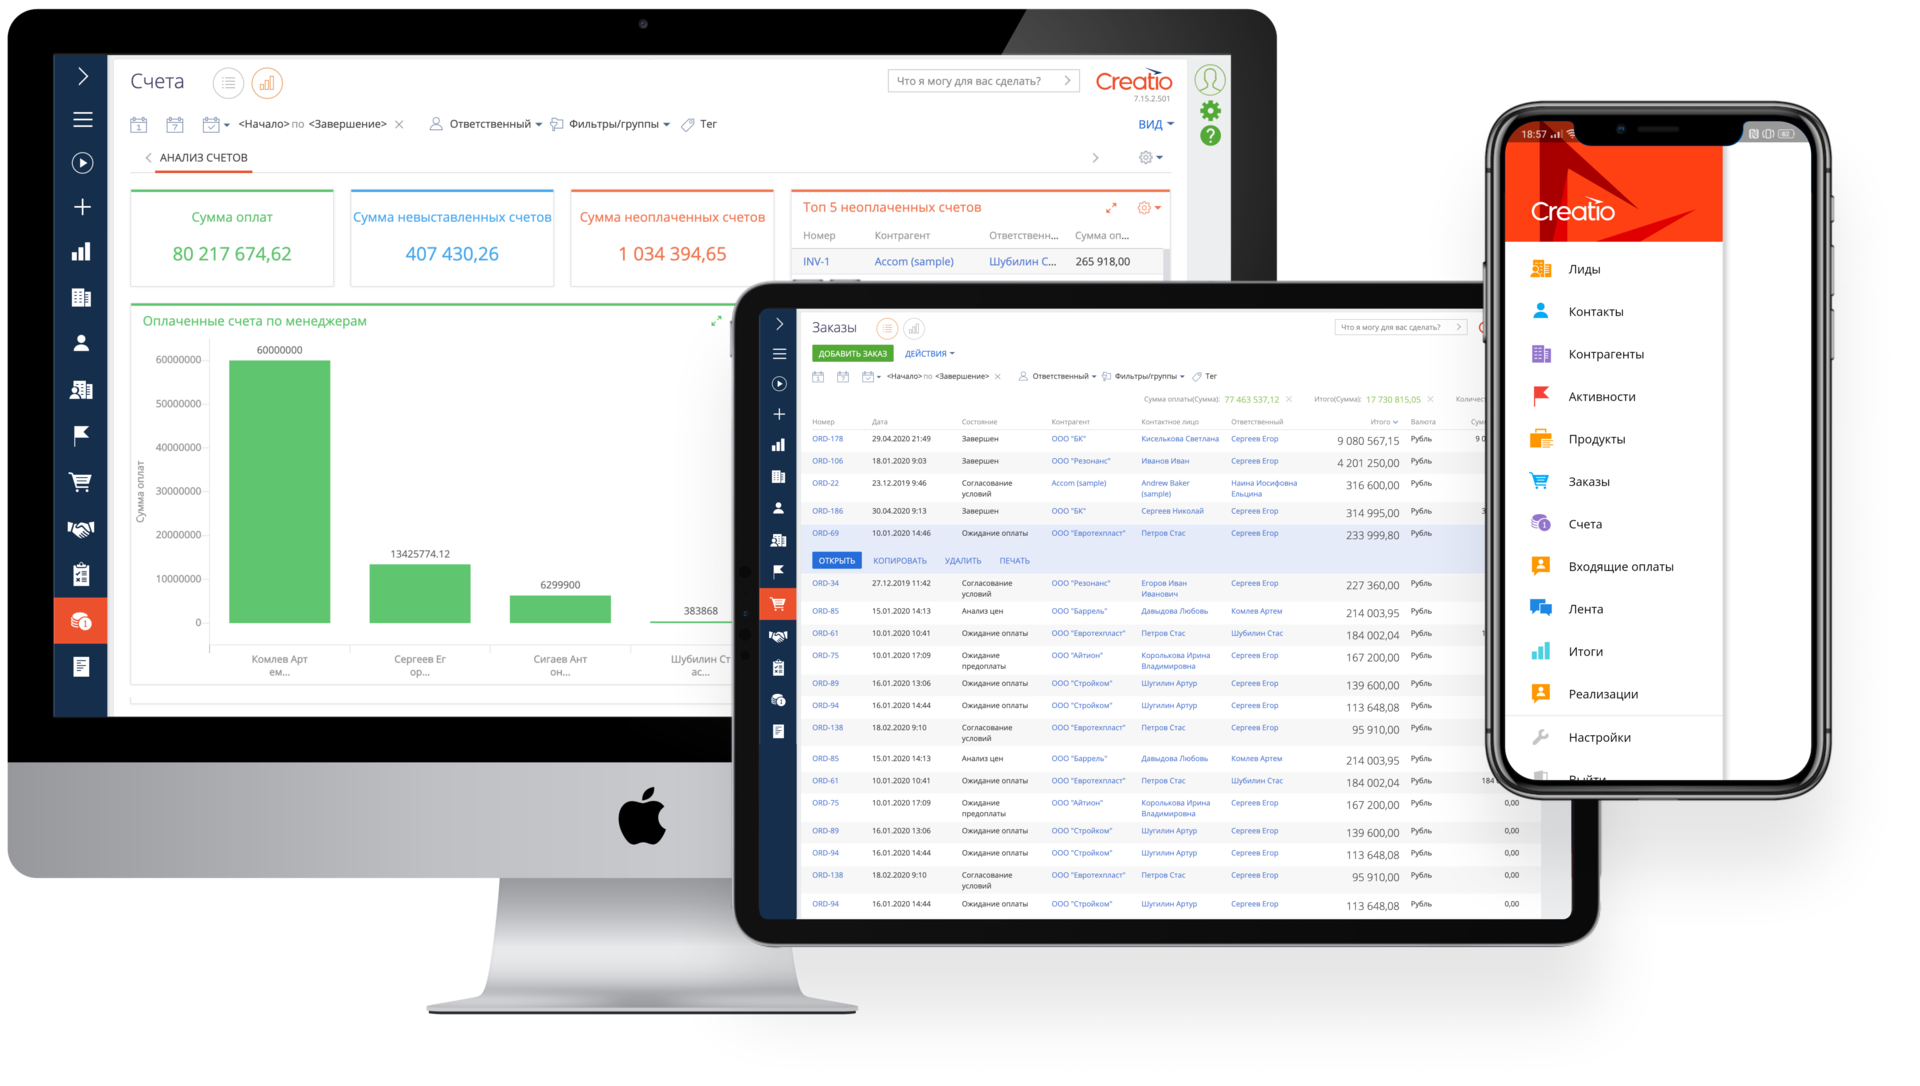 Счета
Что я могу для вас сделать?
Creatio
7.15.2.501
1
7
<Начало> по <Завершение>
Ответственный
Фильтры/группы
Тег
ВИД
АНАЛИЗ СЧЕТОВ
Сумма оплат
80 217 674,62
Сумма невыставленных счетов
407 430,26
Сумма неоплаченных счетов
1 034 394,65
Топ 5 неоплаченных счетов
Номер Контрагент Ответственн... Сумма оп...
INV-1 Accom (sample) Шубилин С... 265 918,00
Оплаченные счета по менеджерам
Сумма оплат
60000000
50000000
40000000
30000000
20000000
10000000
0
60000000
13425774.12
6299900
383868
Комлев Арт
ем...
Сергеев Ег
ор...
Сигаев Ант
он...
Шубилин Ст
ас...
Заказы
Что я могу для вас сделать?
ДОБАВИТЬ ЗАКАЗ
ДЕЙСТВИЯ
<Начало> по <Завершение>
Ответственный
Фильтры/группы
Тег
Сумма оплаты(Сумма): 77 463 537,12
Итого(Сумма): 17 730 815,05
Номер Дата Состояние Контрагент Контактное лицо Ответственный Итого Валюта
ORD-178 29.04.2020 21:49 Завершен ООО "БК" Киселькова Светлана Сергеев Егор 9 080 567,15 Рубль 9 0
ORD-106 18.01.2020 9:03 Завершен ООО "Резонанс" Иванов Иван Сергеев Егор 4 201 250,00 Рубль
ORD-22 23.12.2019 9:46 Согласование Accom (sample) Andrew Baker Наина Иосифовна 316 600,00 Рубль
условий (sample) Ельцина
ORD-186 30.04.2020 9:13 Завершен ООО "БК" Сергеев Николай Сергеев Егор 314 995,00 Рубль 3
ORD-69 10.01.2020 14:46 Ожидание оплаты ООО "Евротехпласт" Петров Стас Сергеев Егор 233 999,80 Рубль
ОТКРЫТЬ КОПИРОВАТЬ УДАЛИТЬ ПЕЧАТЬ
ORD-34 27.12.2019 11:42 Согласование ООО "Резонанс" Егоров Иван Сергеев Егор 227 360,00 Рубль
условий Иванович
ORD-85 15.01.2020 14:13 Анализ цен ООО "Баррель" Давыдова Любовь Комлев Артем 214 003,95 Рубль
ORD-61 10.01.2020 10:41 Ожидание оплаты ООО "Евротехпласт" Петров Стас Шубилин Стас 184 002,04 Рубль 1
ORD-75 10.01.2020 17:09 Ожидание ООО "Айтион" Королькова Ирина Сергеев Егор 167 200,00 Рубль
предоплаты Владимировна
ORD-89 16.01.2020 13:06 Ожидание оплаты ООО "Стройком" Шугилин Артур Сергеев Егор 139 600,00 Рубль
ORD-94 16.01.2020 14:44 Ожидание оплаты ООО "Стройком" Шугилин Артур Сергеев Егор 113 648,08 Рубль
ORD-138 18.02.2020 9:10 Согласование ООО "Евротехпласт" Петров Стас Сергеев Егор 95 910,00 Рубль
условий
ORD-85 15.01.2020 14:13 Анализ цен ООО "Баррель" Давыдова Любовь Комлев Артем 214 003,95 Рубль
ORD-61 10.01.2020 10:41 Ожидание оплаты ООО "Евротехпласт" Петров Стас Шубилин Стас 184 002,04 Рубль 184
ORD-75 10.01.2020 17:09 Ожидание ООО "Айтион" Королькова Ирина Сергеев Егор 167 200,00 Рубль 0,00
предоплаты Владимировна
ORD-89 16.01.2020 13:06 Ожидание оплаты ООО "Стройком" Шугилин Артур Сергеев Егор 139 600,00 Рубль 0,00
ORD-94 16.01.2020 14:44 Ожидание оплаты ООО "Стройком" Шугилин Артур Сергеев Егор 113 648,08 Рубль 0,00
ORD-138 18.02.2020 9:10 Согласование ООО "Евротехпласт" Петров Стас Сергеев Егор 95 910,00 Рубль 0,00
условий
ORD-94 16.01.2020 14:44 Ожидание оплаты ООО "Стройком" Шугилин Артур Сергеев Егор 113 648,08 Рубль 0,00
18:57
62
Creatio
Лиды
Контакты
Контрагенты
Активности
Продукты
Заказы
Счета
Входящие оплаты
Лента
Итоги
Реализации
Настройки
Выйти